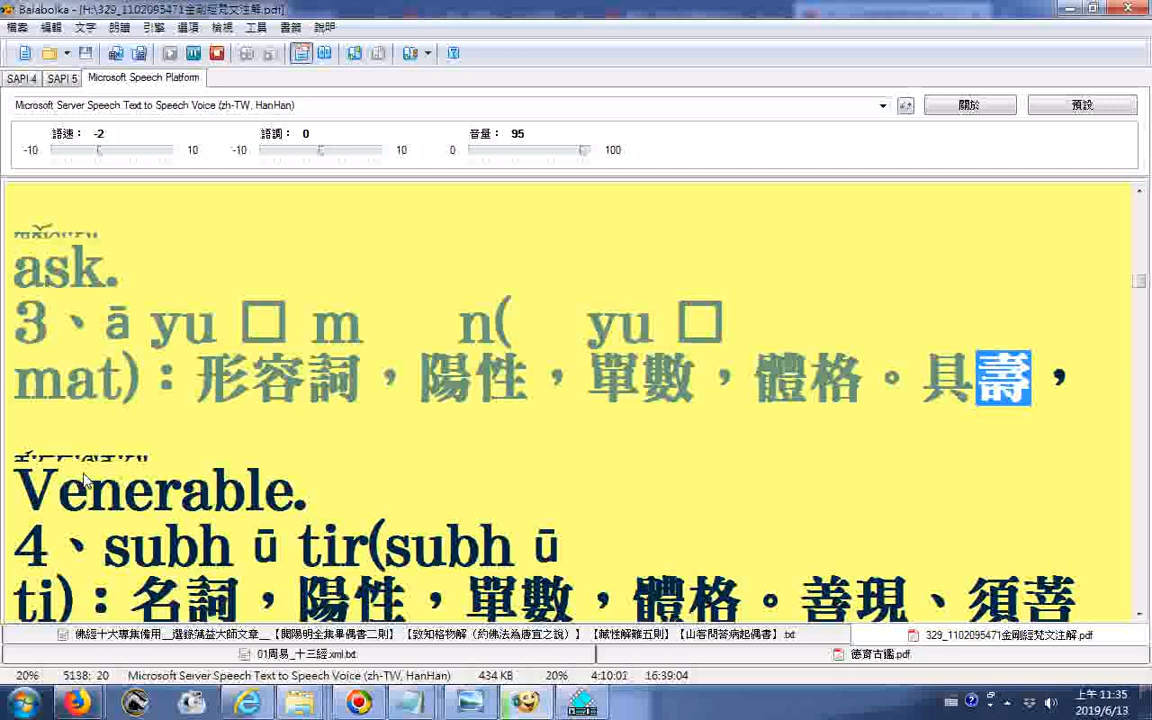 Balabolka - [H:\329_1102095471金剛經梵文注解.pdf]
檔案 編輯 文字 朗讀 引擎 選項 檢視 工具 書籤 說明
SAPI 4 SAPI 5 Microsoft Speech Platform
Microsoft Server Speech Text to Speech Voice (zh-TW, HanHan) 關於 預設
語速： -2 語調： 0 音量： 95
-10 10 -10 10 0 100
ask.
3、ā yu □ m n( yu □
mat)：形容詞，陽性，單數，體格。具壽，
Venerable.
4、subh ū tir(subh ū
ti)：名詞，陽性，單數，體格。善現、須菩
329_1102095471金剛經梵文注解.pdf
01周易_十三經.xml.txt 德育古鑑.pdf
20% 5138: 20 Microsoft Server Speech Text to Speech Voice (zh-TW, HanHan) 434 KB 20% 4:10:02 16:39:04
上午 11:35
2019/6/13